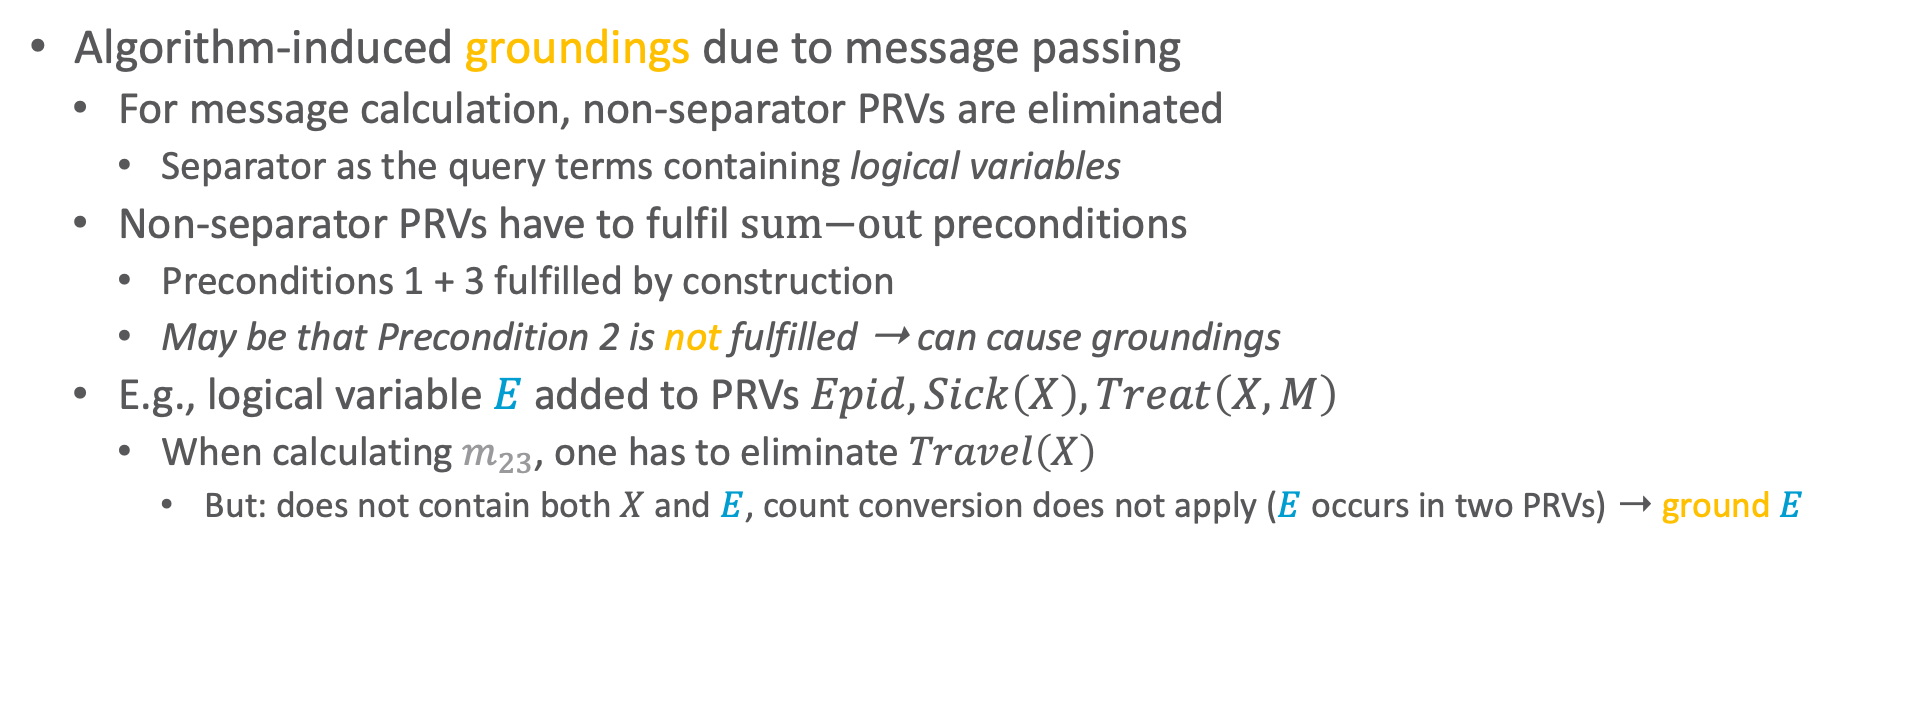 • Algorithm-induced groundings due to message passing
• For message calculation, non-separator PRVs are eliminated
• Separator as the query terms containing logical variables
• Non-separator PRVs have to fulfil sum−out preconditions
• Preconditions 1 + 3 fulfilled by construction
• May be that Precondition 2 is not fulfilled → can cause groundings
• E.g., logical variable E added to PRVs Epid, Sick(X), Treat(X, M)
• When calculating m₂₃, one has to eliminate Travel(X)
• But: does not contain both X and E, count conversion does not apply (E occurs in two PRVs) → ground E